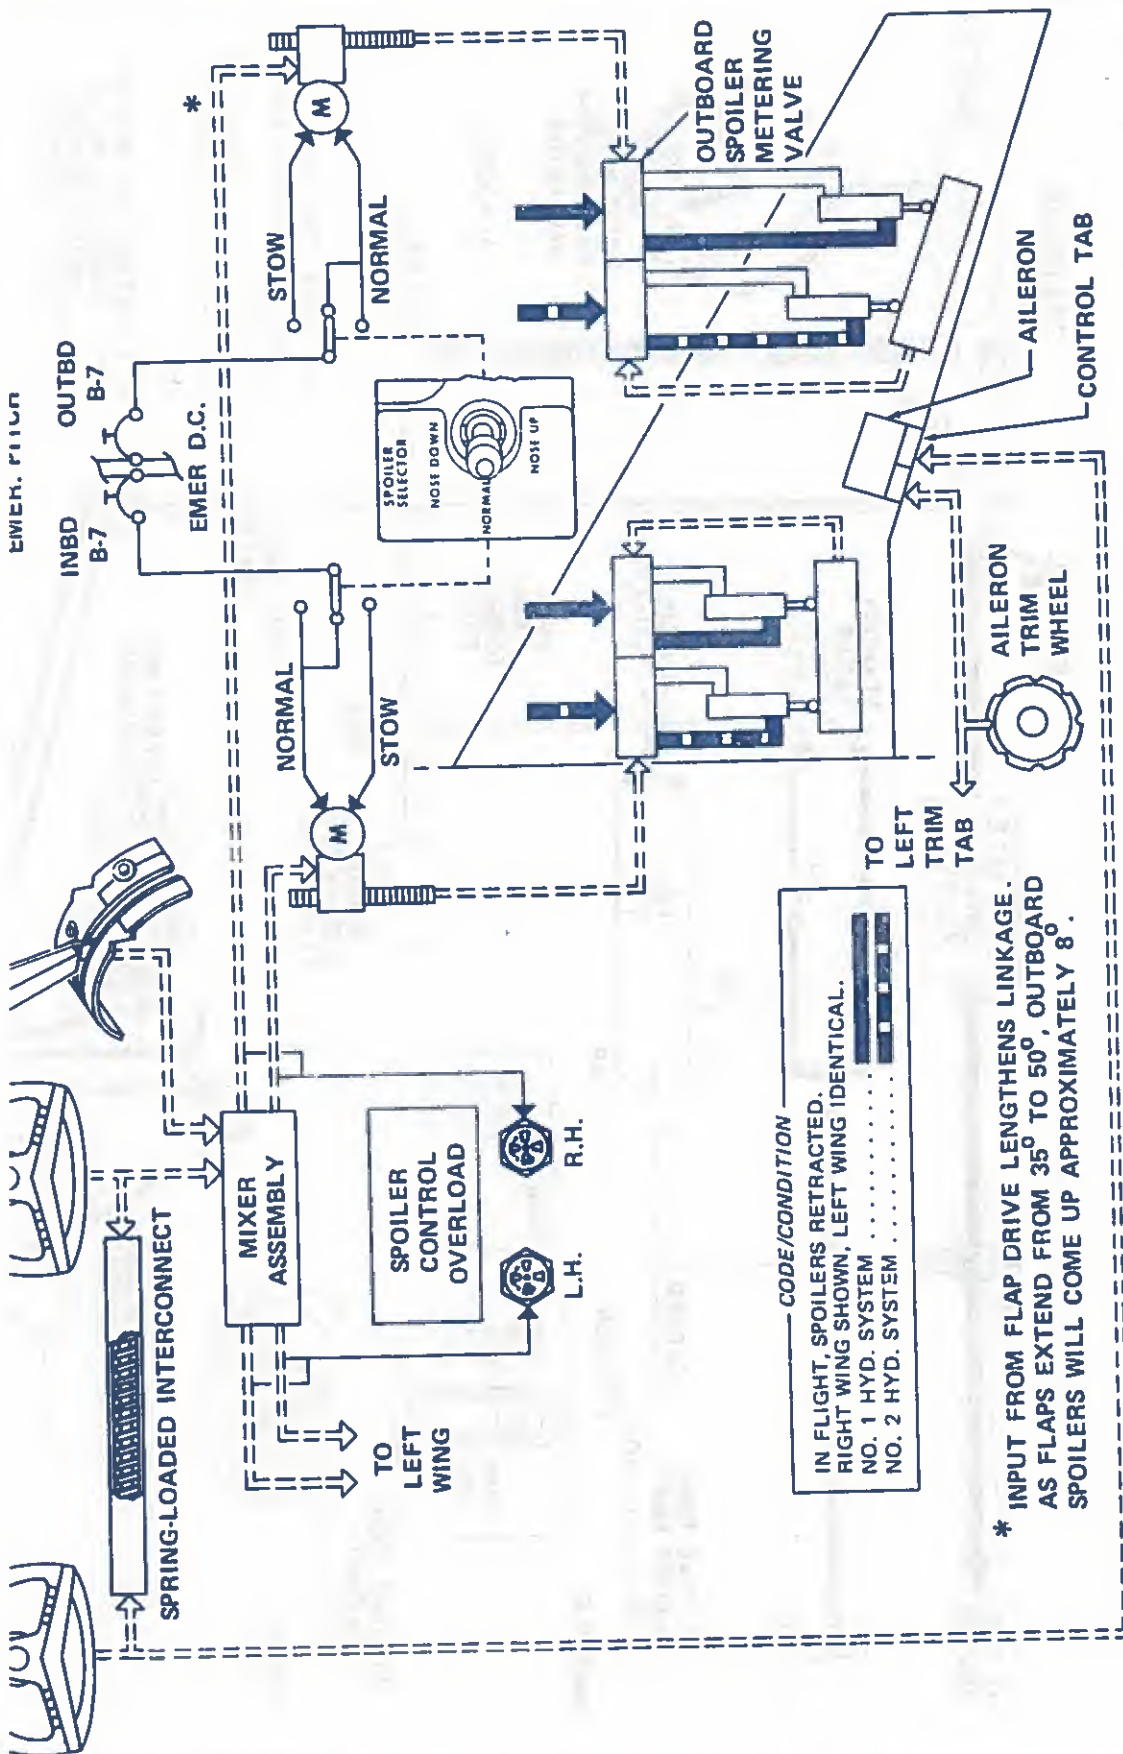 SPRING-LOADED INTERCONNECT
MIXER
ASSEMBLY
TO
LEFT
WING
SPOILER
CONTROL
OVERLOAD
L.H.
R.H.
INBD
B-7
OUTBD
B-7
EMER D.C.
NORMAL
STOW
M
STOW
NORMAL
M
*
SPOILER
SELECTOR
NOSE DOWN
NORMAL
NOSE UP
OUTBOARD
SPOILER
METERING
VALVE
AILERON
CONTROL TAB
AILERON
TRIM
WHEEL
TO
LEFT
TRIM
TAB
CODE/CONDITION
IN FLIGHT, SPOILERS RETRACTED.
RIGHT WING SHOWN, LEFT WING IDENTICAL.
NO. 1 HYD. SYSTEM . . . . . . . . . .
NO. 2 HYD. SYSTEM . . . . . . . . . .
* INPUT FROM FLAP DRIVE LENGTHENS LINKAGE.
AS FLAPS EXTEND FROM 35° TO 50°, OUTBOARD
SPOILERS WILL COME UP APPROXIMATELY 8°.